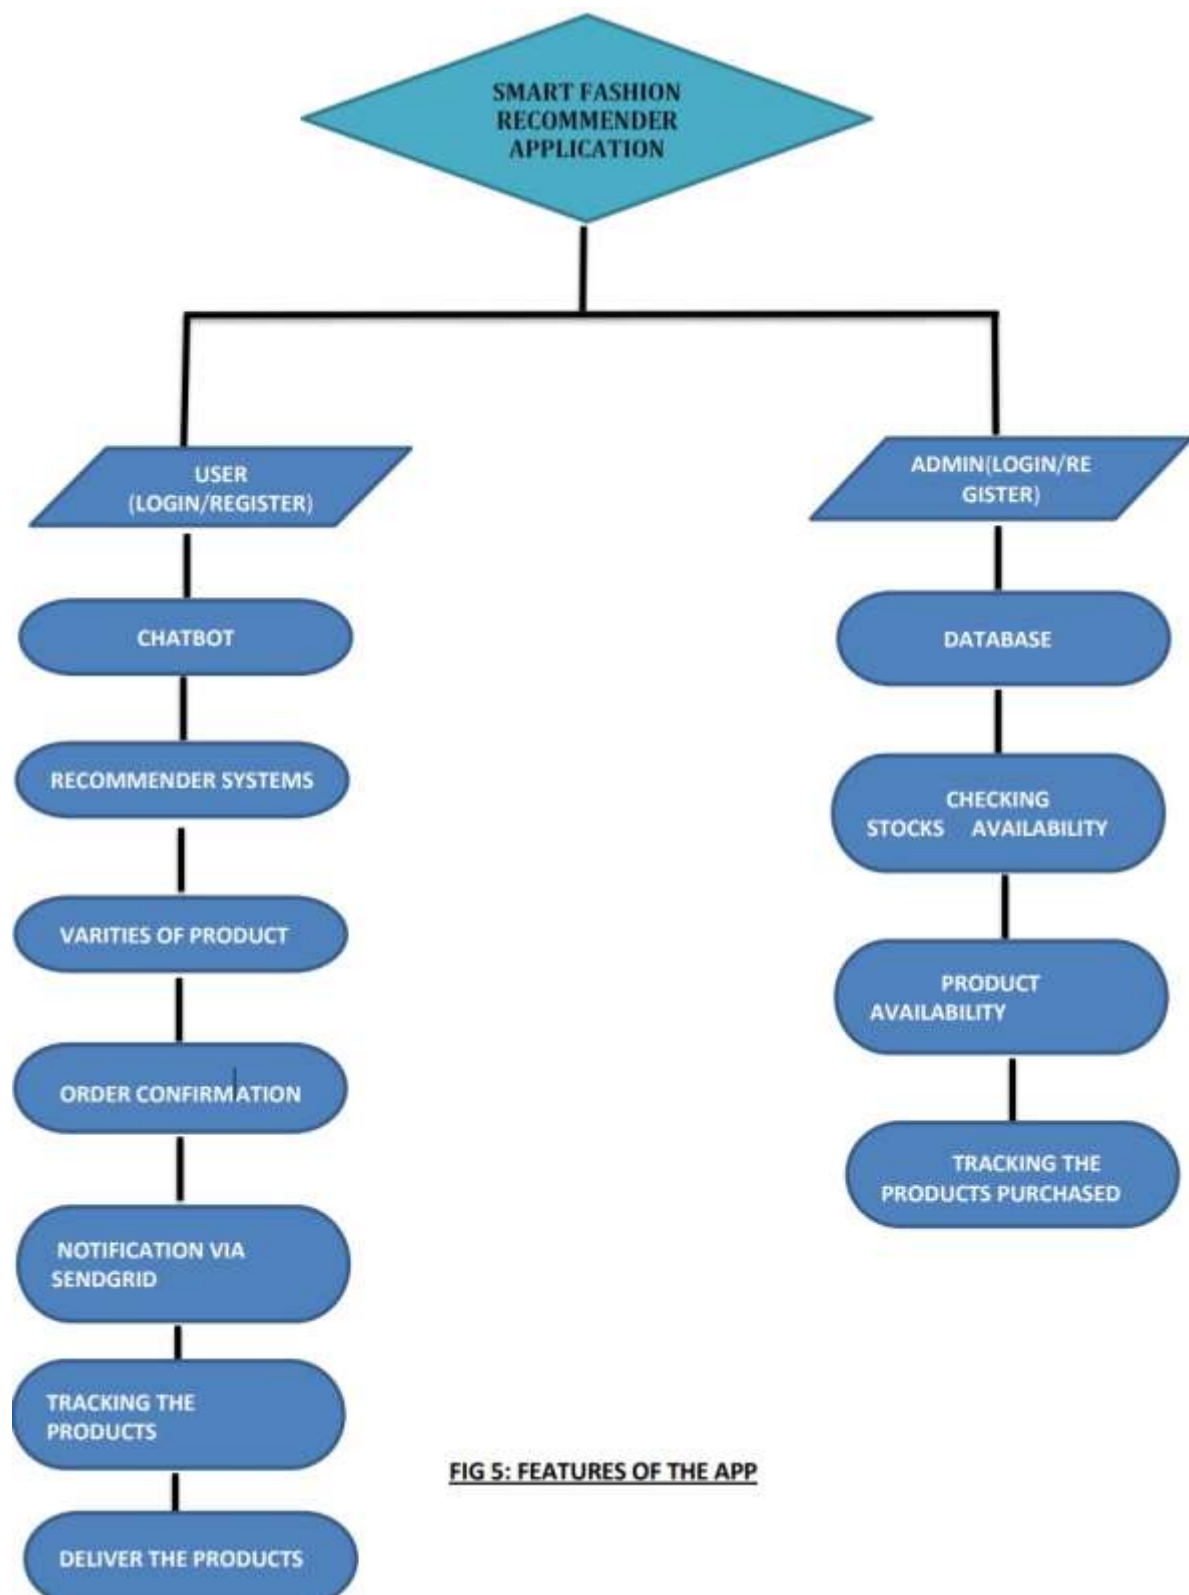 SMART FASHION
RECOMMENDER
APPLICATION
USER
(LOGIN/REGISTER)
CHATBOT
RECOMMENDER SYSTEMS
VARITIES OF PRODUCT
ORDER CONFIRMATION
NOTIFICATION VIA
SENDGRID
TRACKING THE
PRODUCTS
DELIVER THE PRODUCTS
ADMIN(LOGIN/RE
GISTER)
DATABASE
CHECKING
STOCKS AVAILABILITY
PRODUCT
AVAILABILITY
TRACKING THE
PRODUCTS PURCHASED
FIG 5: FEATURES OF THE APP